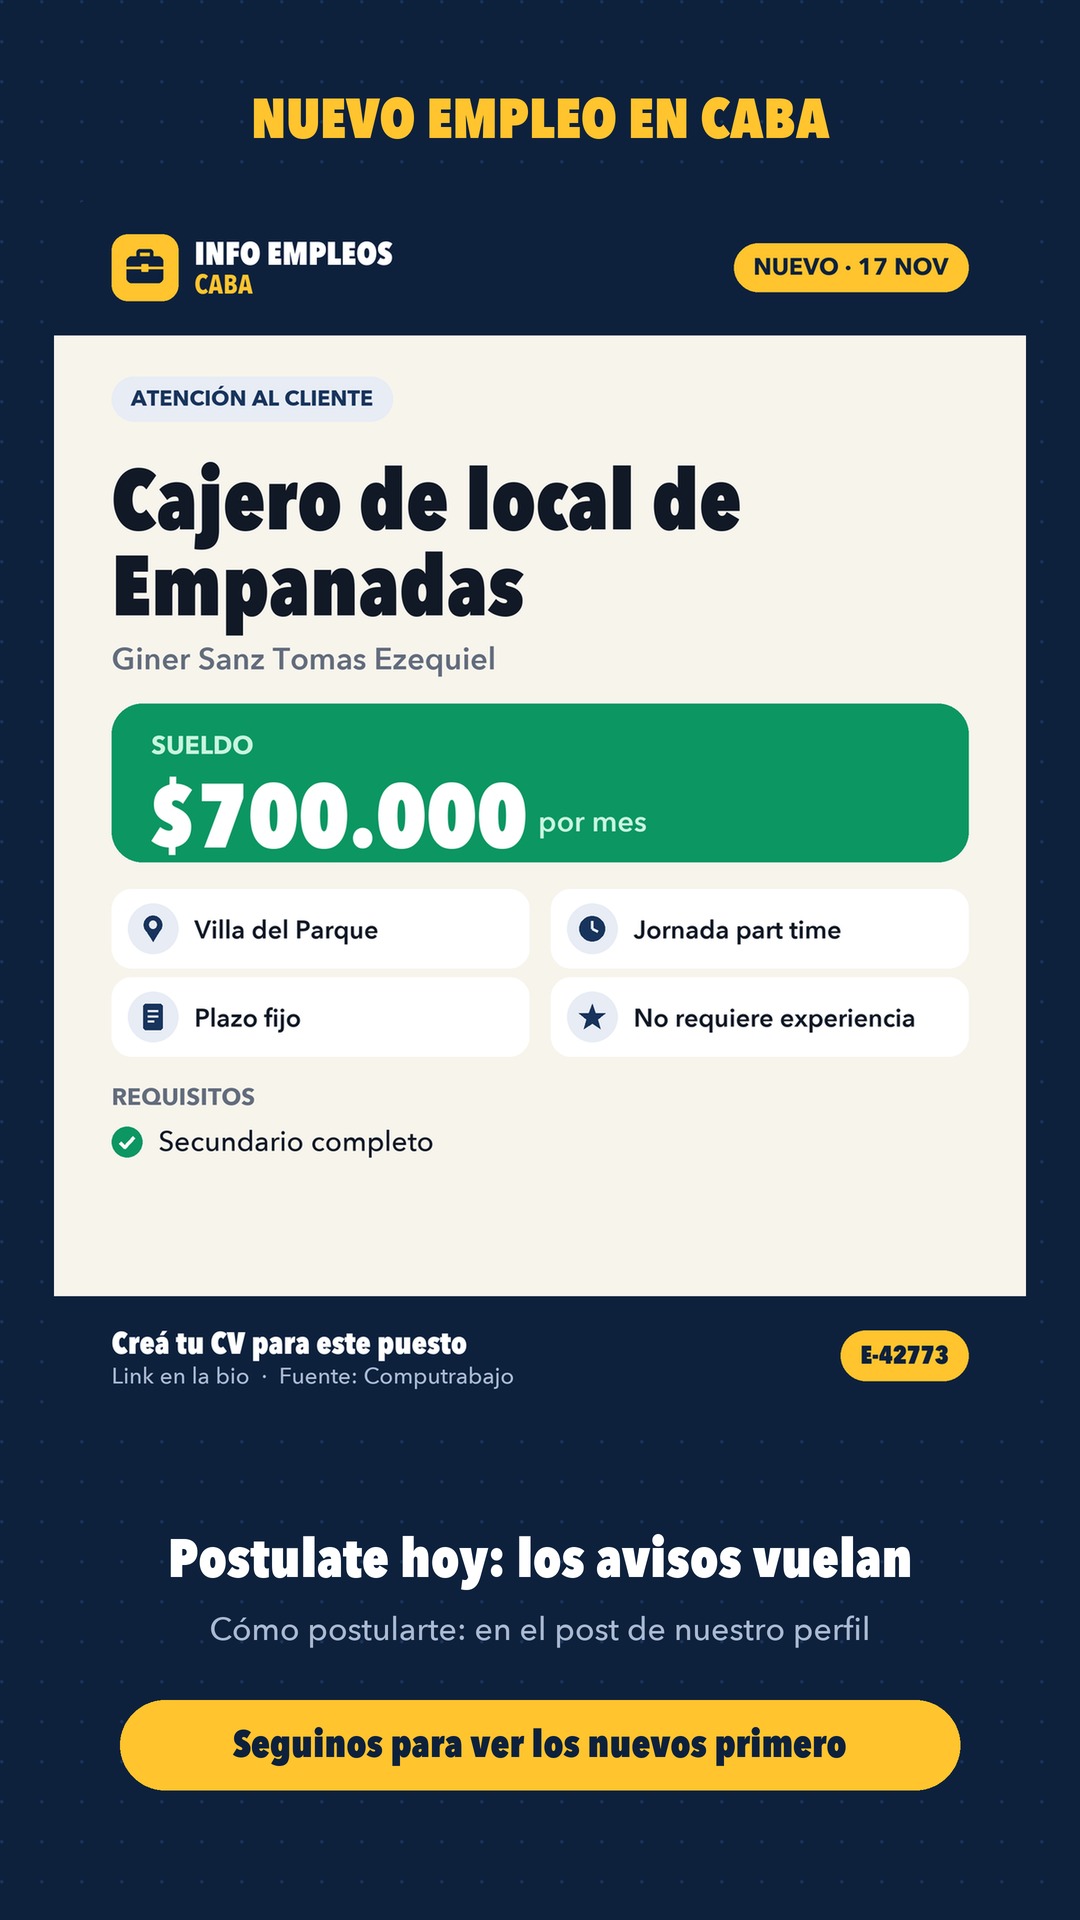 NUEVO EMPLEO EN CABA
INFO EMPLEOS
CABA
NUEVO · 17 NOV
ATENCIÓN AL CLIENTE
Cajero de local de
Empanadas
Giner Sanz Tomas Ezequiel
SUELDO
$700.000 por mes
Villa del Parque
Jornada part time
Plazo fijo
No requiere experiencia
REQUISITOS
Secundario completo
Creá tu CV para este puesto
Link en la bio · Fuente: Computrabajo
E-42773
Postulate hoy: los avisos vuelan
Cómo postularte: en el post de nuestro perfil
Seguinos para ver los nuevos primero